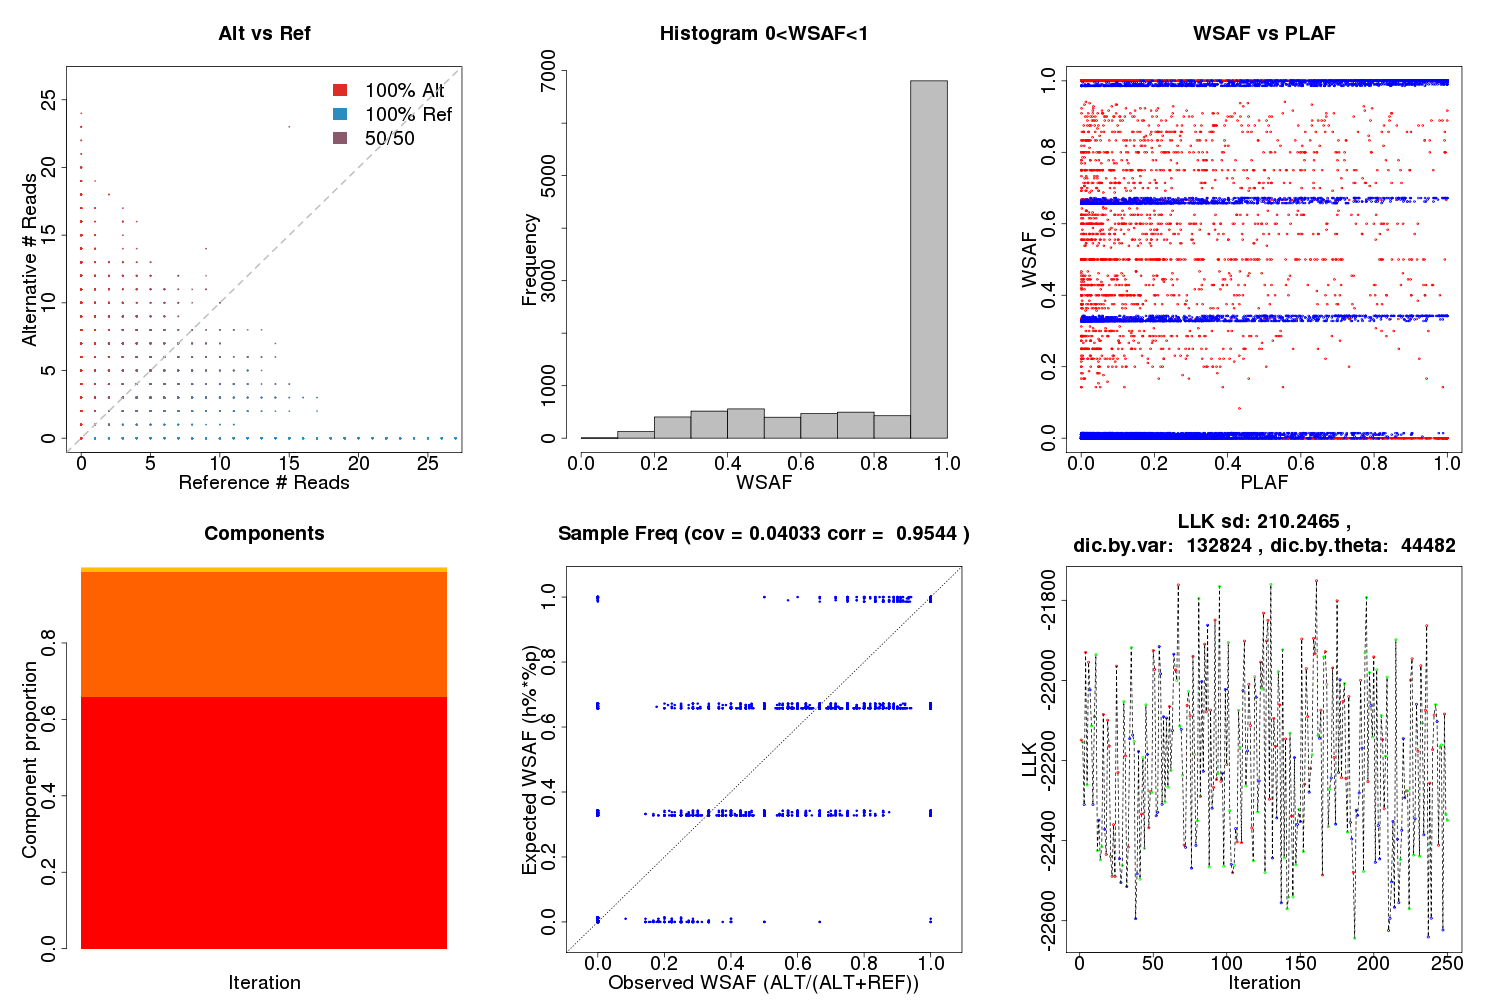 Alt vs Ref
100% Alt
100% Ref
50/50
Alternative # Reads
0 5 10 15 20 25
0 5 10 15 20 25
Reference # Reads
Histogram 0<WSAF<1
Frequency
0 1000 3000 5000 7000
0.0 0.2 0.4 0.6 0.8 1.0
WSAF
WSAF vs PLAF
WSAF
0.0 0.2 0.4 0.6 0.8 1.0
0.0 0.2 0.4 0.6 0.8 1.0
PLAF
Components
Component proportion
0.0 0.2 0.4 0.6 0.8
Iteration
Sample Freq (cov = 0.04033 corr = 0.9544 )
Expected WSAF (h%*%p)
0.0 0.2 0.4 0.6 0.8 1.0
0.0 0.2 0.4 0.6 0.8 1.0
Observed WSAF (ALT/(ALT+REF))
LLK sd: 210.2465 ,
dic.by.var: 132824 , dic.by.theta: 44482
LLK
-22600 -22400 -22200 -22000 -21800
0 50 100 150 200 250
Iteration